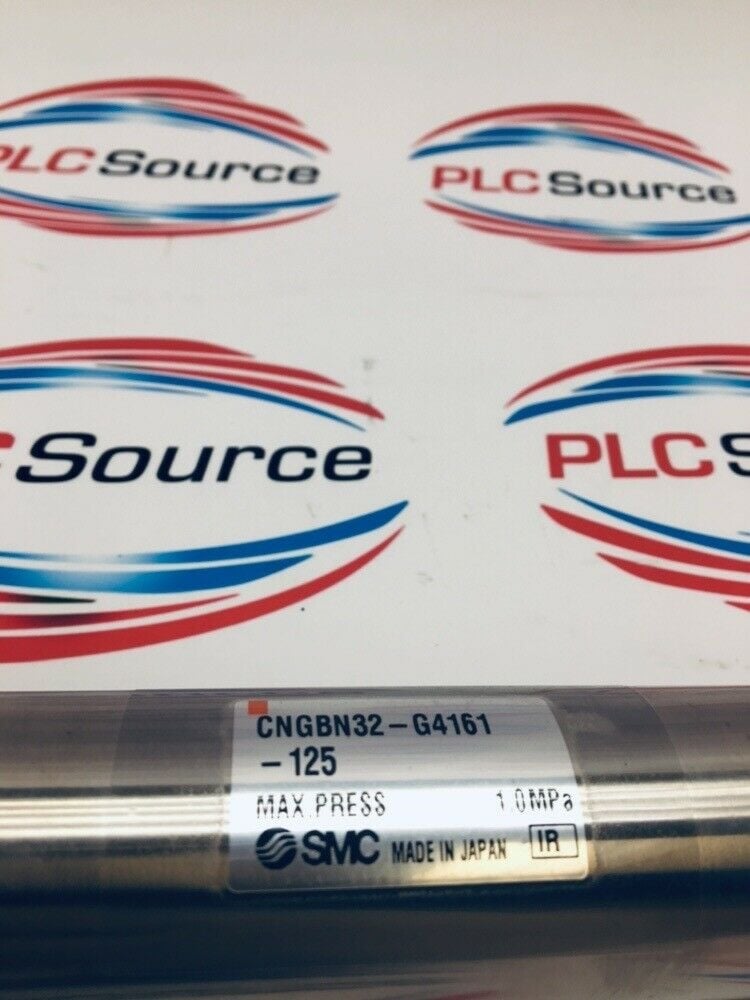 PLC Source
PLC Source
C Source
PLC S
CNGBN32-G4161
-125
MAX.PRESS 1.0MPa
SMC MADE IN JAPAN IR